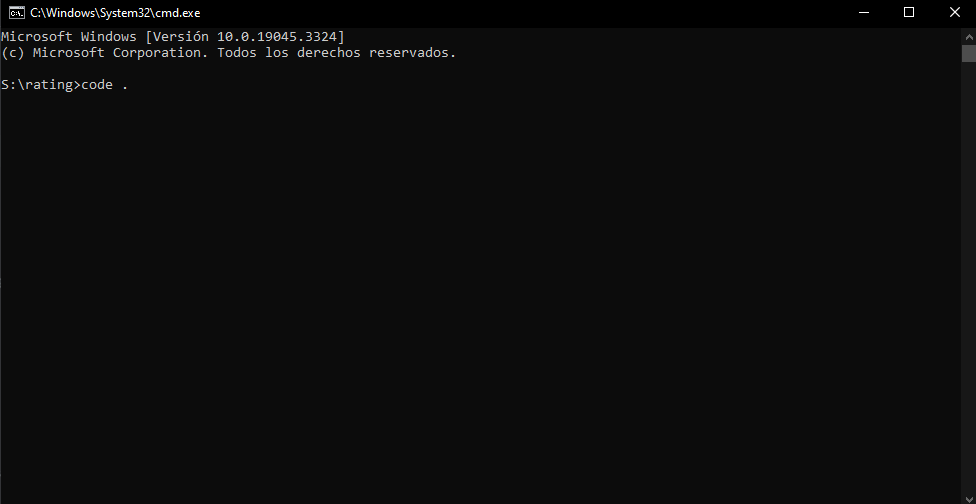 C:\Windows\System32\cmd.exe
Microsoft Windows [Versión 10.0.19045.3324]
(c) Microsoft Corporation. Todos los derechos reservados.
S:\rating>code .